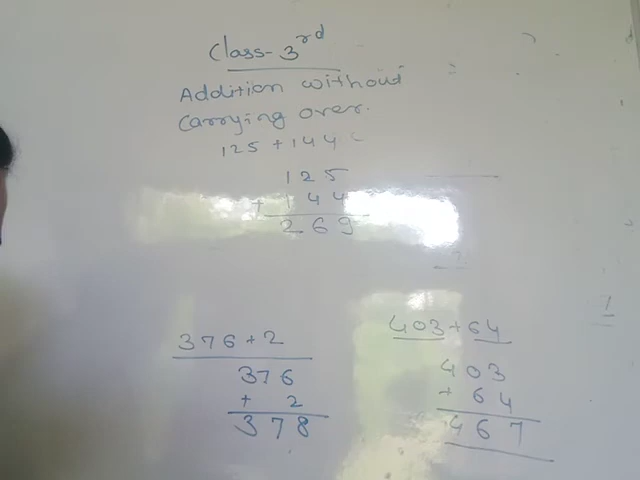 Class-3rd
Addition without
Carrying over.
125 + 144
125
+ 144
269
376 + 2
376
+ 2
378
403 + 64
403
+ 64
467